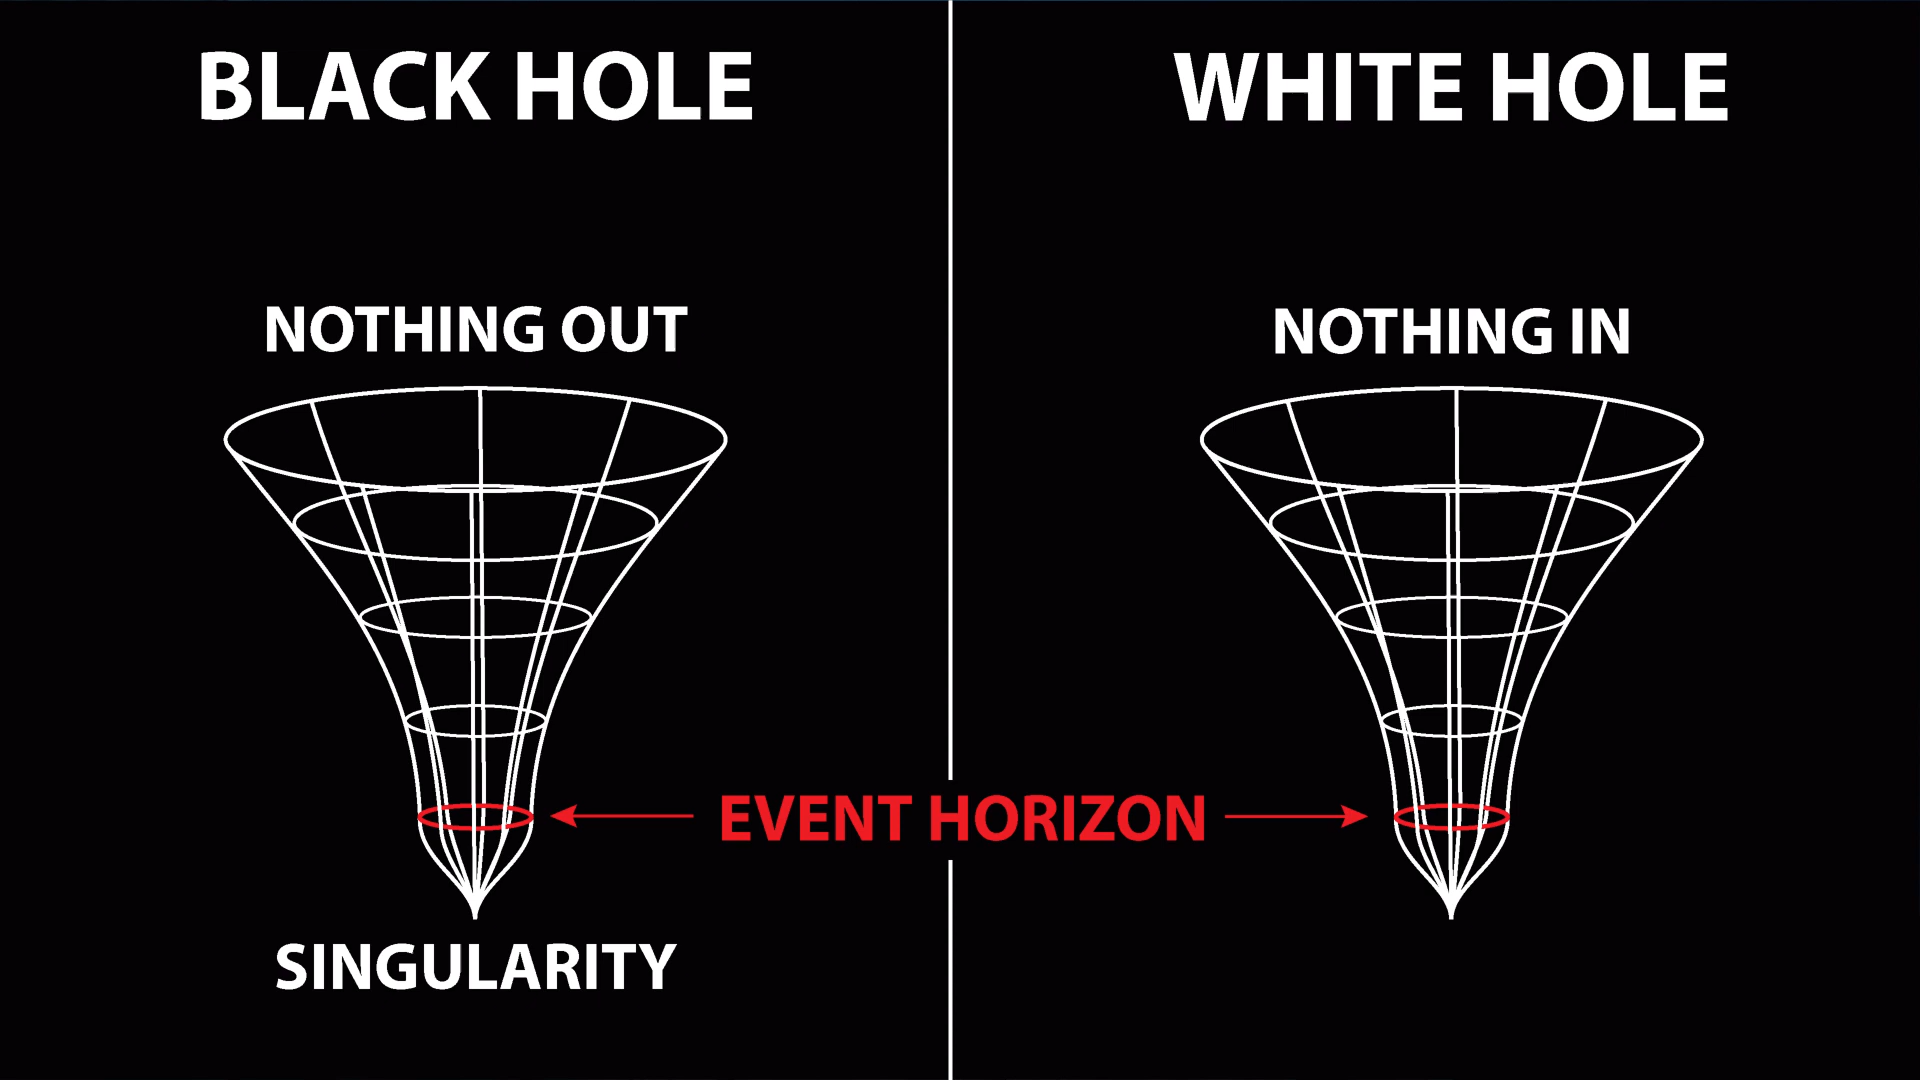 BLACK HOLE
WHITE HOLE
NOTHING OUT
NOTHING IN
EVENT HORIZON
SINGULARITY